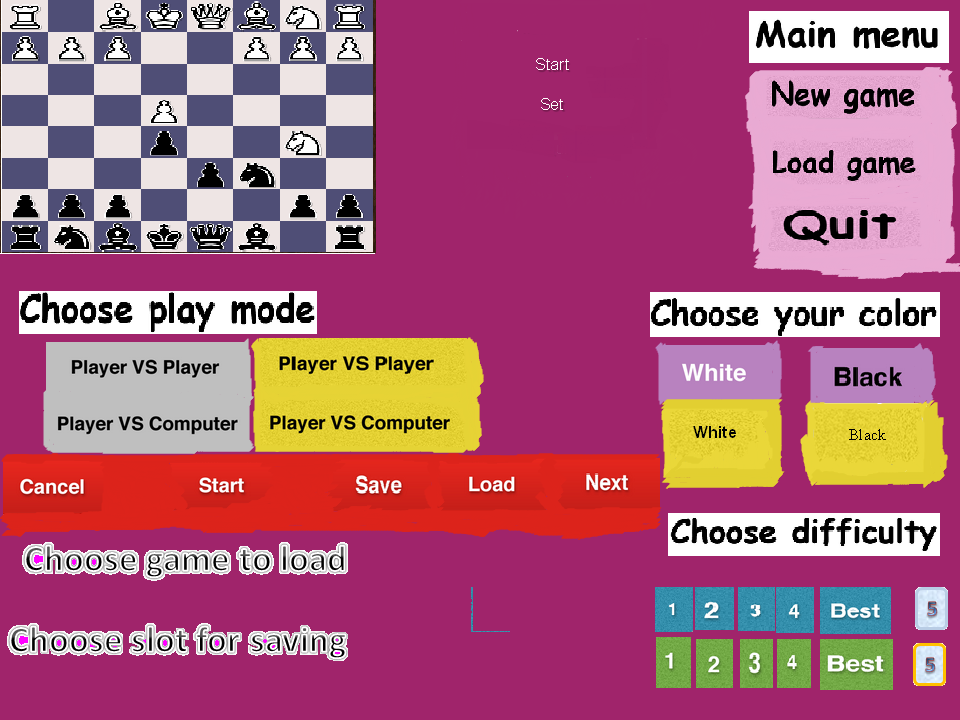 Start
Set
Main menu
New game
Load game
Quit
Choose play mode
Player VS Player
Player VS Computer
Player VS Player
Player VS Computer
Choose your color
White
Black
White
Black
Cancel
Start
Save
Load
Next
Choose game to load
Choose slot for saving
Choose difficulty
1 2 3 4 Best 5
1 2 3 4 Best 5